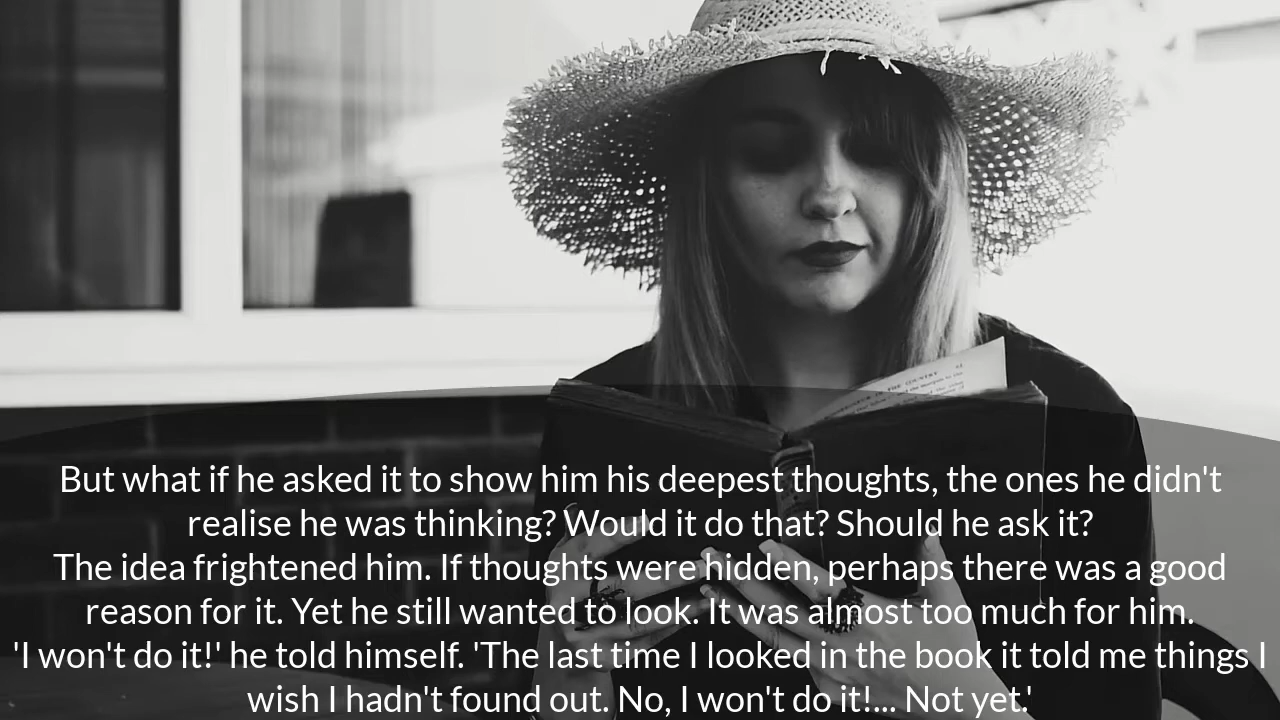 THE COUNTRY
But what if he asked it to show him his deepest thoughts, the ones he didn't
realise he was thinking? Would it do that? Should he ask it?
The idea frightened him. If thoughts were hidden, perhaps there was a good
reason for it. Yet he still wanted to look. It was almost too much for him.
'I won't do it!' he told himself. 'The last time I looked in the book it told me things I
wish I hadn't found out. No, I won't do it!... Not yet.'